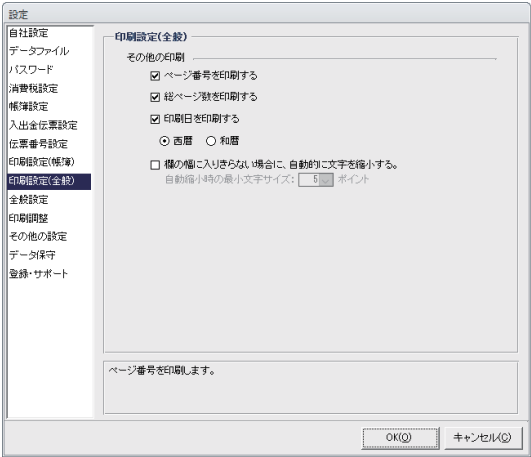 設定
自社設定
データファイル
パスワード
消費税設定
帳簿設定
入出金伝票設定
伝票番号設定
印刷設定(帳簿)
印刷設定(全般)
全般設定
印刷調整
その他の設定
データ保守
登録・サポート
印刷設定(全般)
その他の印刷
ページ番号を印刷する
総ページ数を印刷する
印刷日を印刷する
西暦 和暦
欄の幅に入りきらない場合に、自動的に文字を縮小する。
自動縮小時の最小文字サイズ: 5 ポイント
ページ番号を印刷します。
OK(O) キャンセル(C)